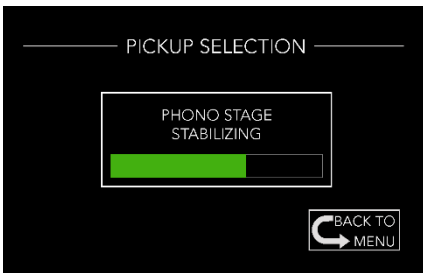 PICKUP SELECTION
PHONO STAGE
STABILIZING
BACK TO
MENU